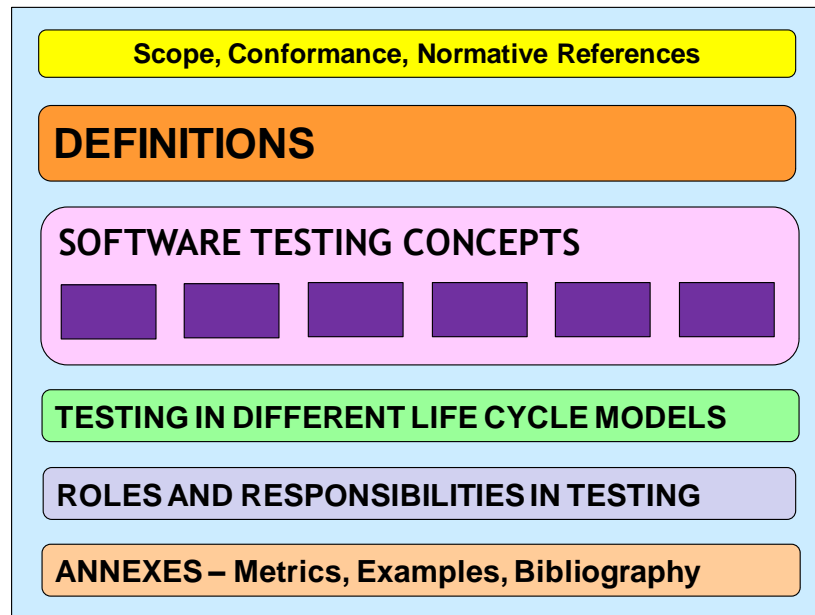 Scope, Conformance, Normative References
DEFINITIONS
SOFTWARE TESTING CONCEPTS
TESTING IN DIFFERENT LIFE CYCLE MODELS
ROLES AND RESPONSIBILITIES IN TESTING
ANNEXES – Metrics, Examples, Bibliography